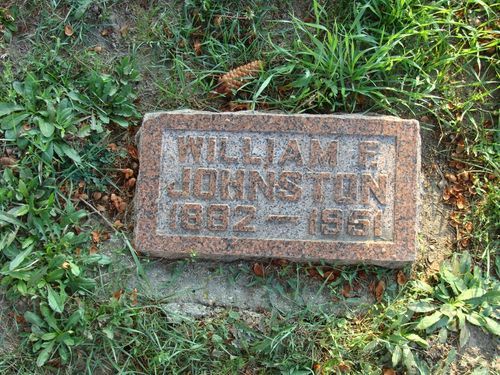 WILLIAM F.
JOHNSTON
1882 — 1951